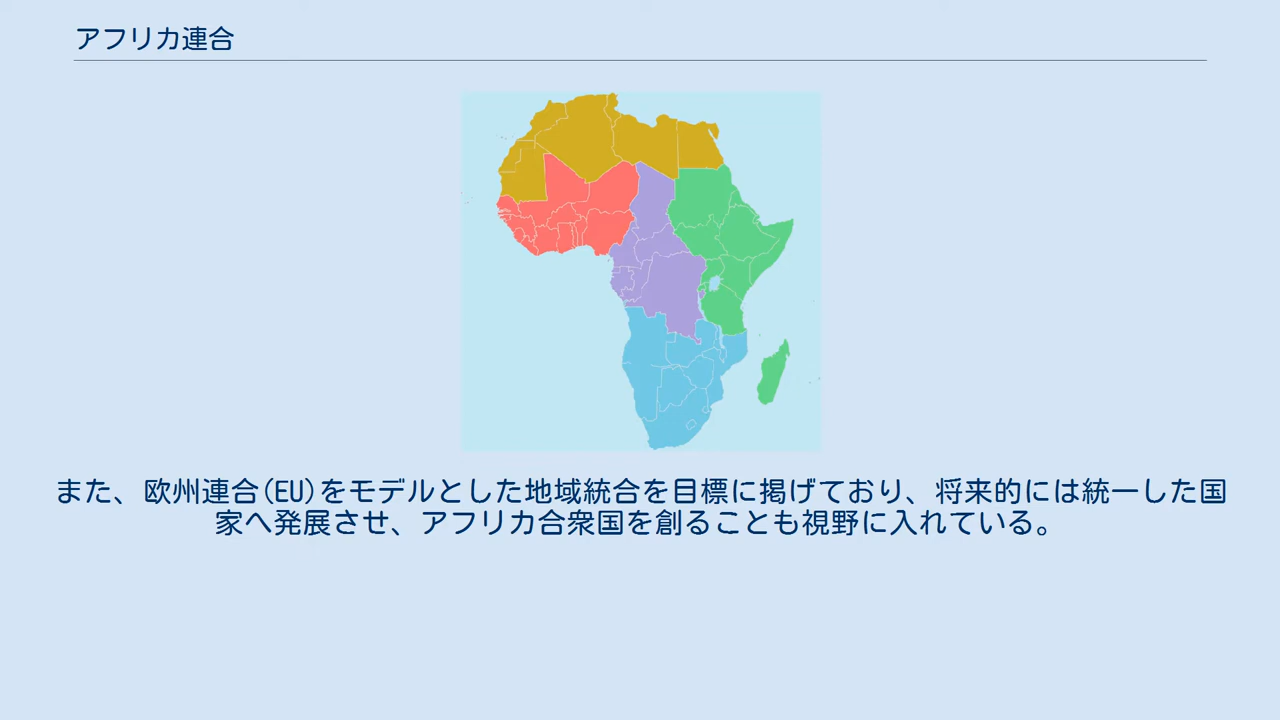 アフリカ連合
また、欧州連合(EU)をモデルとした地域統合を目標に掲げており、将来的には統一した国
家へ発展させ、アフリカ合衆国を創ることも視野に入れている。